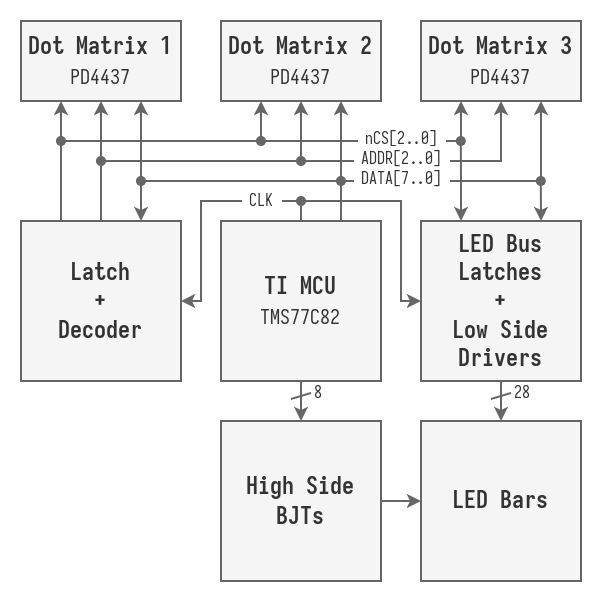 Dot Matrix 1
PD4437
Dot Matrix 2
PD4437
Dot Matrix 3
PD4437
nCS[2..0]
ADDR[2..0]
DATA[7..0]
CLK
Latch
+
Decoder
TI MCU
TMS77C82
LED Bus
Latches
+
Low Side
Drivers
8
28
High Side
BJTs
LED Bars